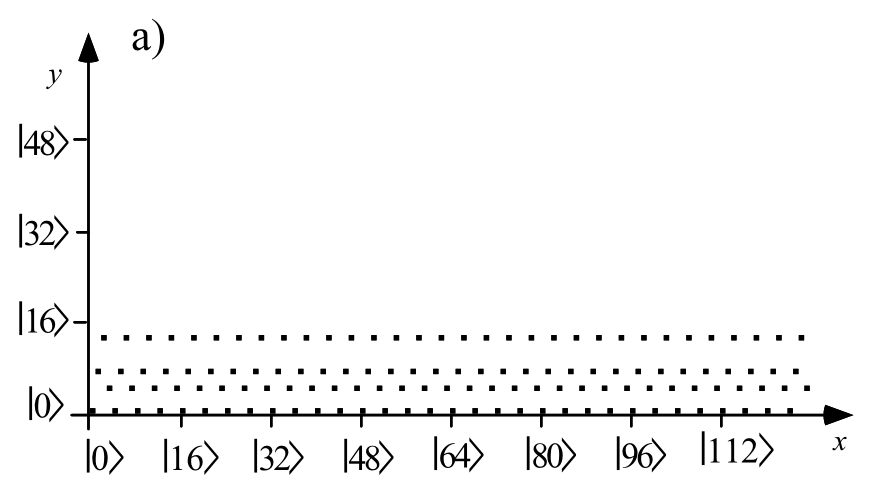 a)
y
|48⟩
|32⟩
|16⟩
|0⟩
|0⟩ |16⟩ |32⟩ |48⟩ |64⟩ |80⟩ |96⟩ |112⟩
x